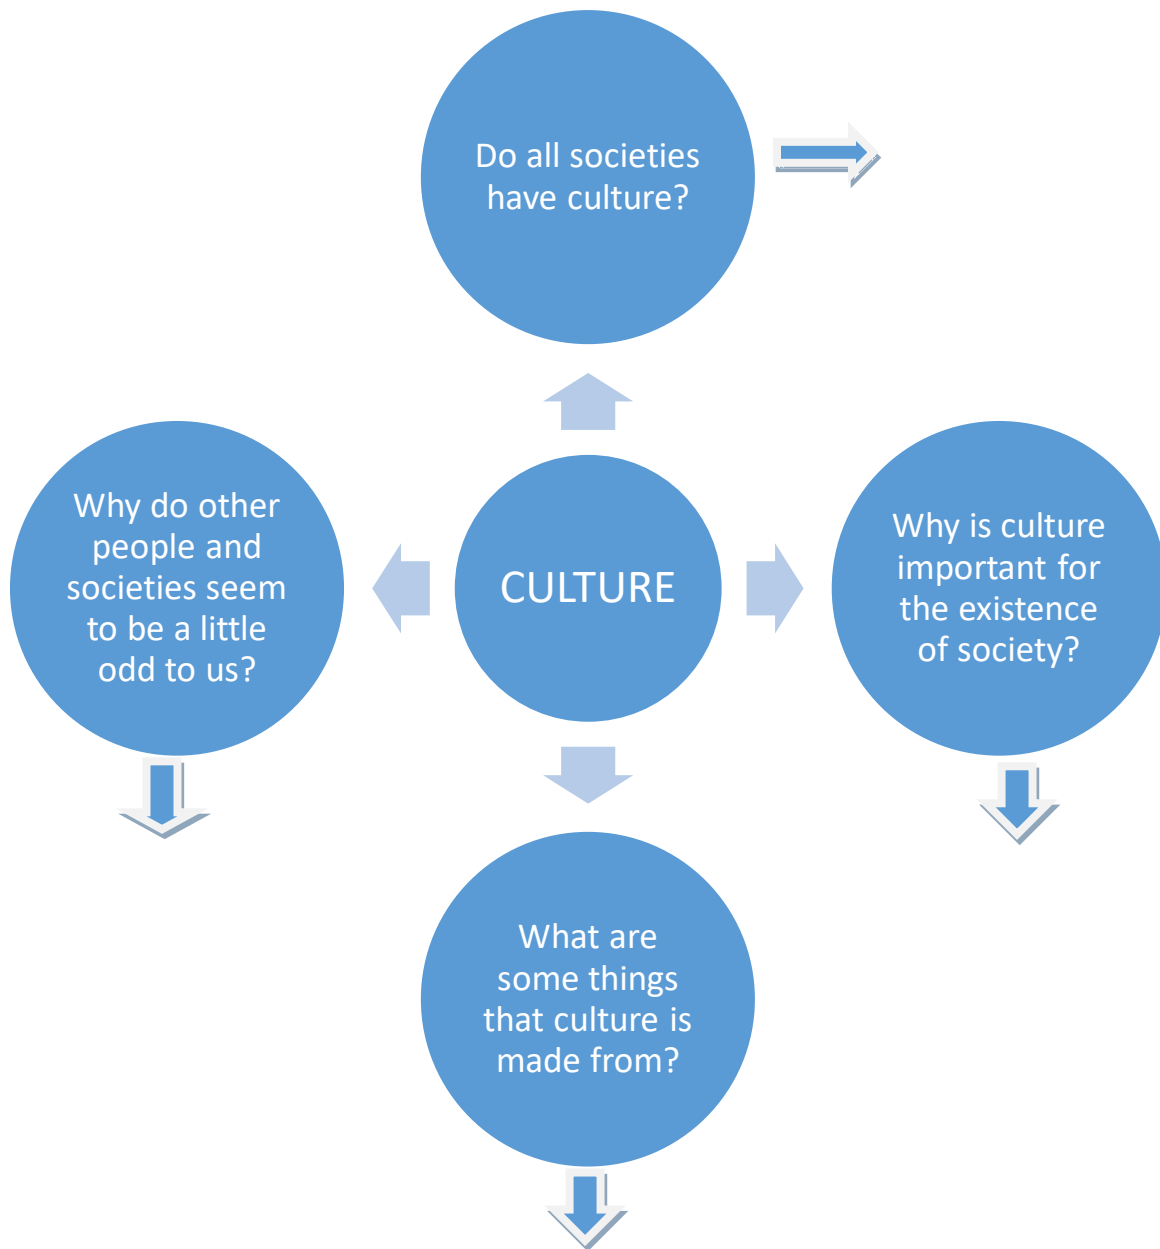 Do all societies
have culture?
Why do other
people and
societies seem
to be a little
odd to us?
CULTURE
Why is culture
important for
the existence
of society?
What are
some things
that culture is
made from?